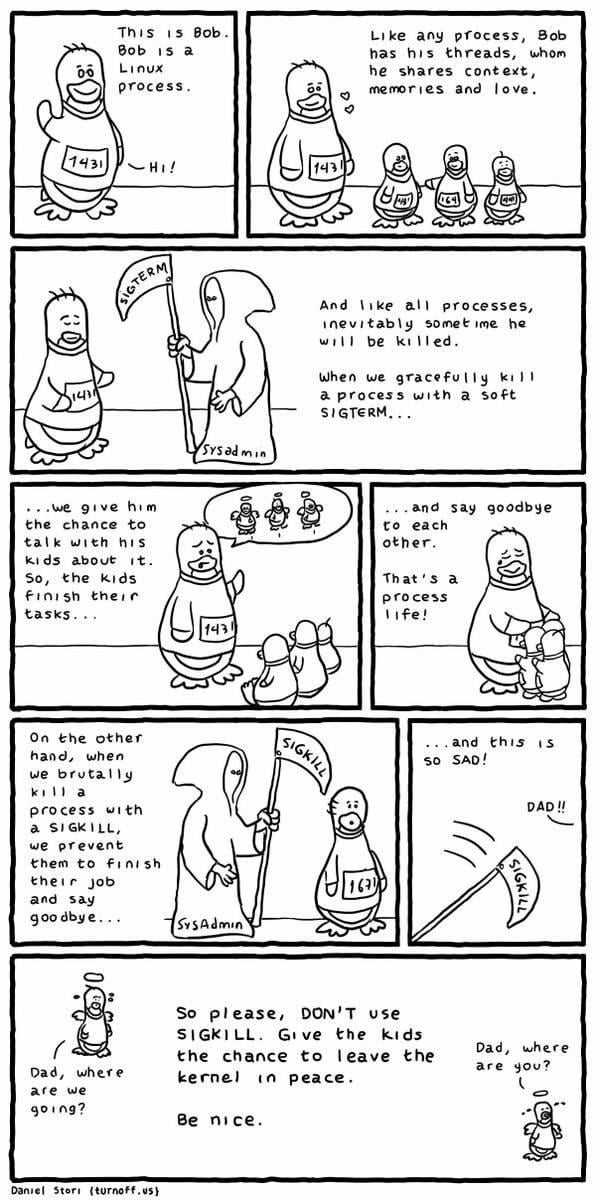 This is Bob.
Bob is a
Linux
process.
1431
Hi!
Like any process, Bob
has his threads, whom
he shares context,
memories and love.
1431
SIGTERM
1431
sysadmin
And like all processes,
inevitably sometime he
will be killed.
When we gracefully kill
a process with a soft
SIGTERM...
...we give him
the chance to
talk with his
kids about it.
So, the kids
finish their
tasks...
1431
...and say goodbye
to each
other.
That's a
process
life!
On the other
hand, when
we brutally
kill a
process with
a SIGKILL,
we prevent
them to finish
their job
and say
goodbye...
SIGKILL
1671
SysAdmin
...and this is
so SAD!
DAD!!
SIGKILL
Dad, where
are we
going?
So please, DON'T use
SIGKILL. Give the kids
the chance to leave the
kernel in peace.
Be nice.
Dad, where
are you?
Daniel Stori {turnoff.us}